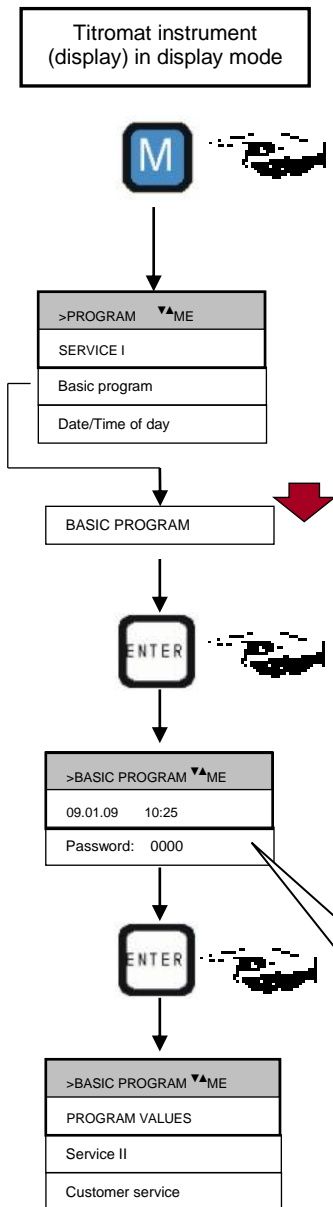 Titromat instrument
(display) in display mode
M
>PROGRAM ▼▲ME
SERVICE I
Basic program
Date/Time of day
BASIC PROGRAM
ENTER
>BASIC PROGRAM ▼▲ME
09.01.09 10:25
Password: 0000
ENTER
>BASIC PROGRAM ▼▲ME
PROGRAM VALUES
Service II
Customer service